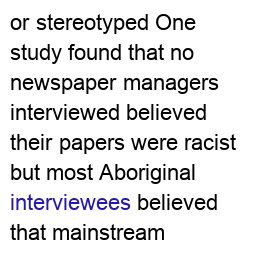 or stereotyped One
study found that no
newspaper managers
interviewed believed
their papers were racist
but most Aboriginal
interviewees believed
that mainstream